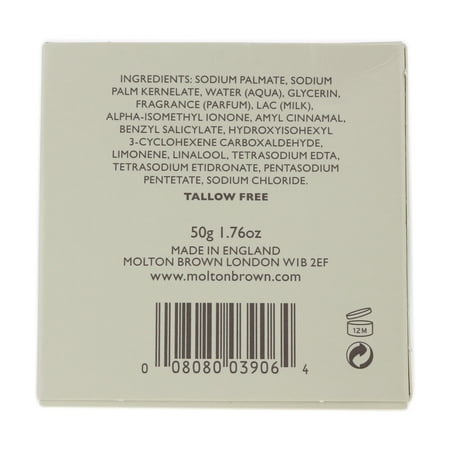 INGREDIENTS: SODIUM PALMATE, SODIUM
PALM KERNELATE, WATER (AQUA), GLYCERIN,
FRAGRANCE (PARFUM), LAC (MILK),
ALPHA-ISOMETHYL IONONE, AMYL CINNAMAL,
BENZYL SALICYLATE, HYDROXYISOHEXYL
3-CYCLOHEXENE CARBOXALDEHYDE,
LIMONENE, LINALOOL, TETRASODIUM EDTA,
TETRASODIUM ETIDRONATE, PENTASODIUM
PENTETATE, SODIUM CHLORIDE.
TALLOW FREE
50g 1.76oz
MADE IN ENGLAND
MOLTON BROWN LONDON W1B 2EF
www.moltonbrown.com
12M
0 08080 03906 4